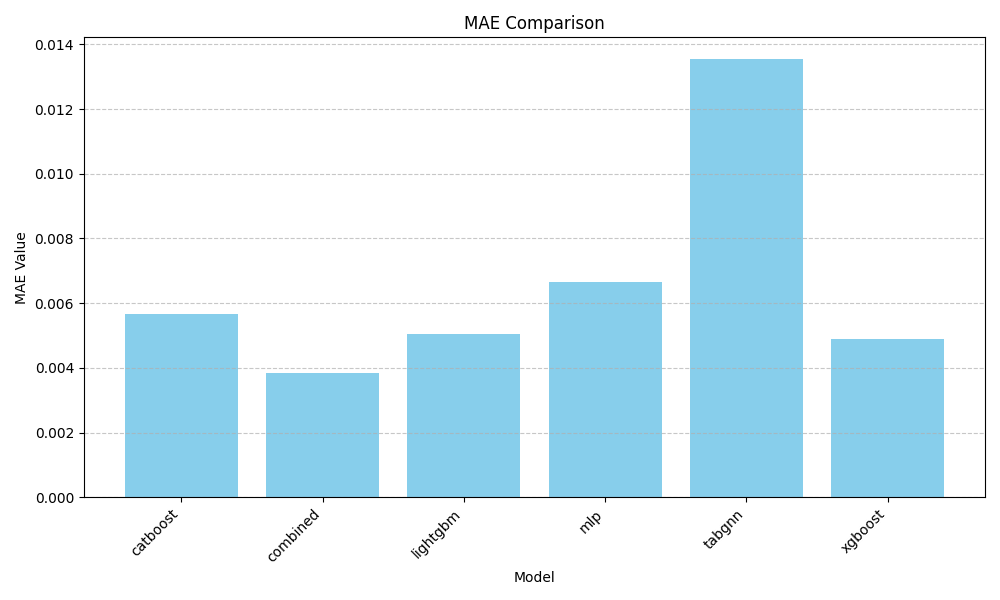 MAE Comparison
MAE Value
0.014
0.012
0.010
0.008
0.006
0.004
0.002
0.000
catboost
combined
lightgbm
mlp
tabgnn
xgboost
Model